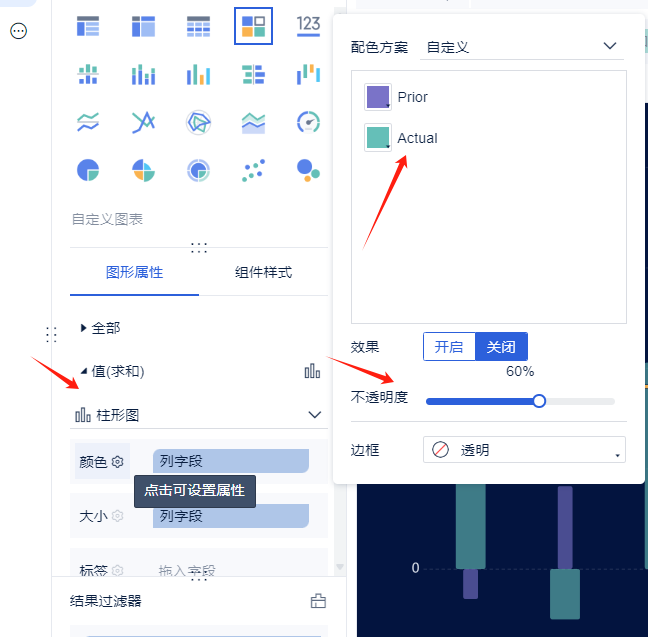 123
自定义图表
图形属性
组件样式
全部
值(求和)
柱形图
颜色
列字段
点击可设置属性
大小
列字段
标签
拖入字段
结果过滤器
配色方案
自定义
Prior
Actual
效果
开启
关闭
60%
不透明度
边框
透明
0